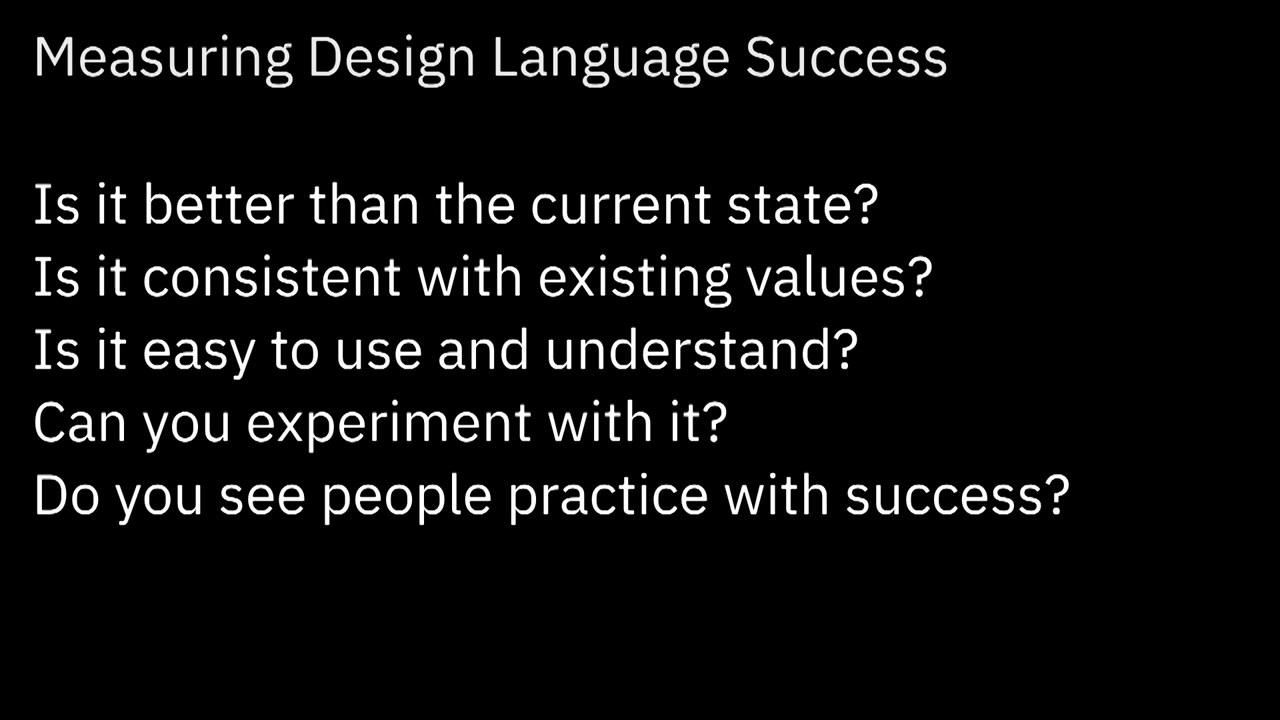 Measuring Design Language Success
Is it better than the current state?
Is it consistent with existing values?
Is it easy to use and understand?
Can you experiment with it?
Do you see people practice with success?